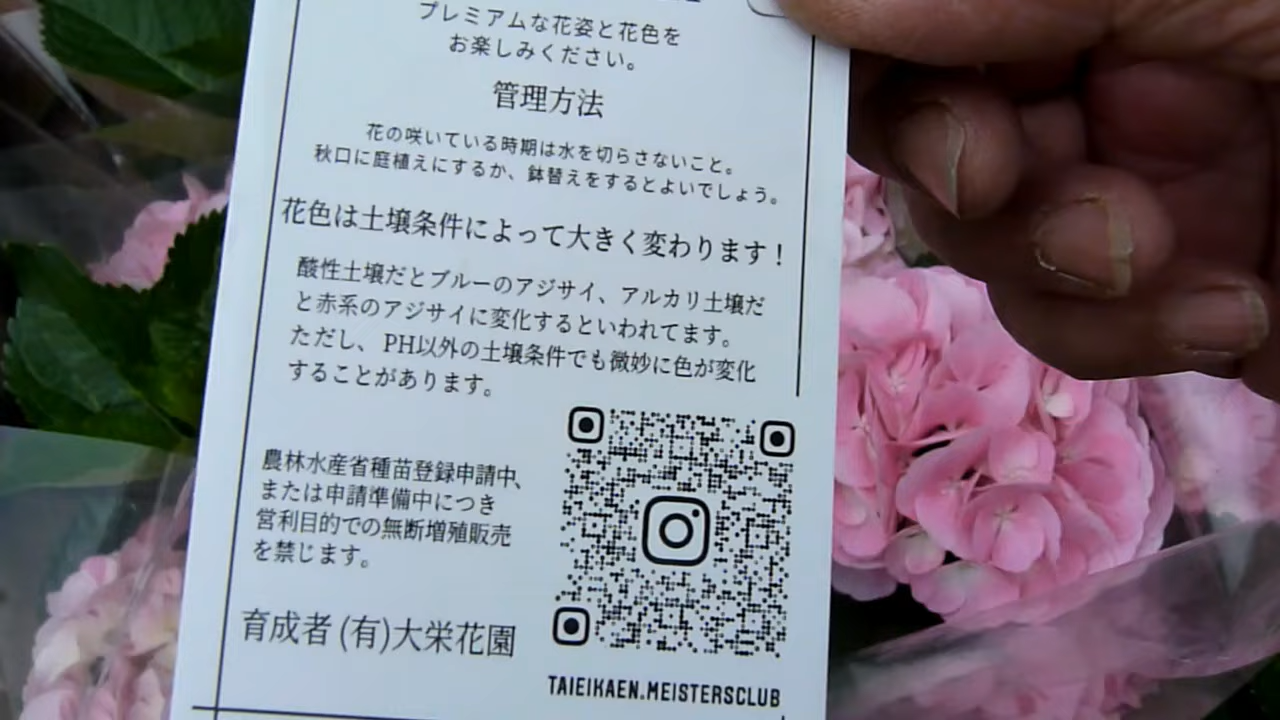 プレミアムな花姿と花色を
お楽しみください。
管理方法
花の咲いている時期は水を切らさないこと。
秋口に庭植えにするか、鉢替えをするとよいでしょう。
花色は土壌条件によって大きく変わります！
酸性土壌だとブルーのアジサイ、アルカリ土壌だ
と赤系のアジサイに変化するといわれてます。
ただし、PH以外の土壌条件でも微妙に色が変化
することがあります。
農林水産省種苗登録申請中、
または申請準備中につき
営利目的での無断増殖販売
を禁じます。
育成者 (有)大栄花園
TAIEIKAEN.MEISTERSCLUB